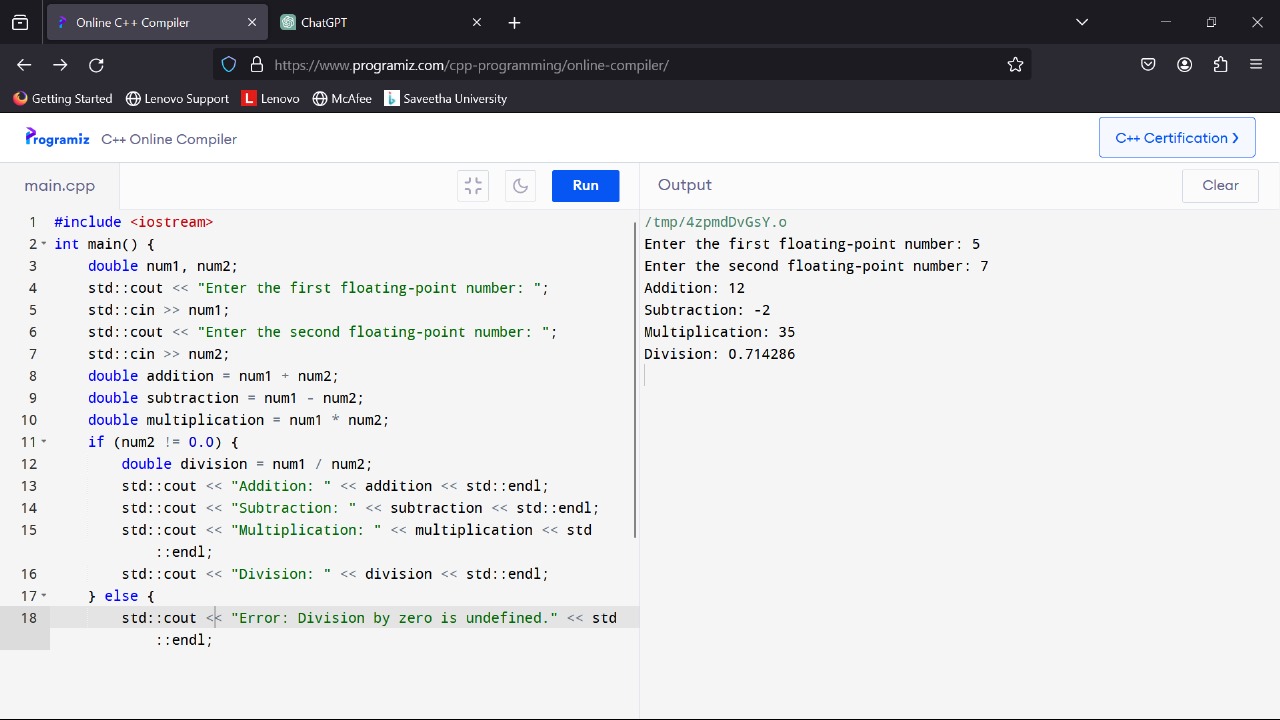 Online C++ Compiler
ChatGPT
https://www.programiz.com/cpp-programming/online-compiler/
Getting Started
Lenovo Support
L Lenovo
McAfee
Saveetha University
Programiz C++ Online Compiler
C++ Certification ❯
main.cpp
Run
Output
Clear
1 #include <iostream>
2 int main() {
3 double num1, num2;
4 std::cout << "Enter the first floating-point number: ";
5 std::cin >> num1;
6 std::cout << "Enter the second floating-point number: ";
7 std::cin >> num2;
8 double addition = num1 + num2;
9 double subtraction = num1 - num2;
10 double multiplication = num1 * num2;
11 if (num2 != 0.0) {
12 double division = num1 / num2;
13 std::cout << "Addition: " << addition << std::endl;
14 std::cout << "Subtraction: " << subtraction << std::endl;
15 std::cout << "Multiplication: " << multiplication << std
::endl;
16 std::cout << "Division: " << division << std::endl;
17 } else {
18 std::cout << "Error: Division by zero is undefined." << std
::endl;
/tmp/4zpmdDvGsY.o
Enter the first floating-point number: 5
Enter the second floating-point number: 7
Addition: 12
Subtraction: -2
Multiplication: 35
Division: 0.714286